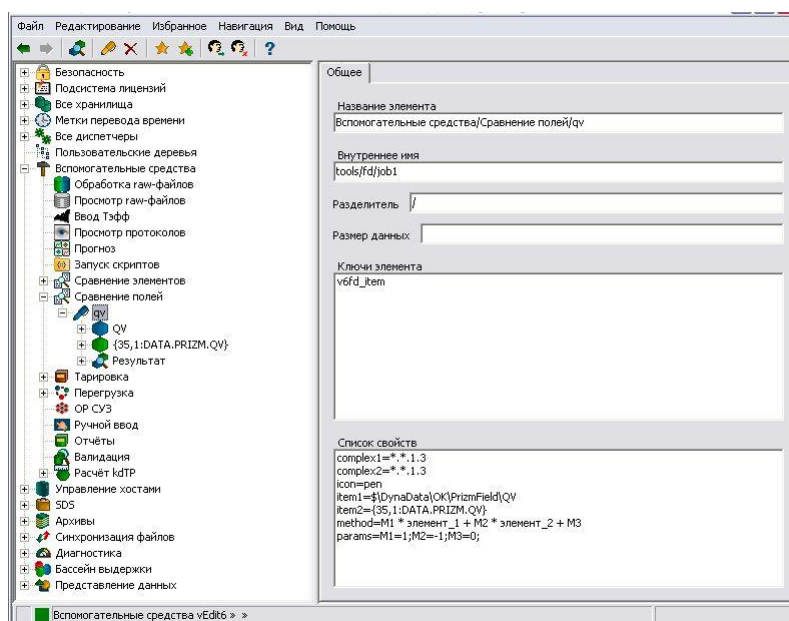 Файл Редактирование Избранное Навигация Вид Помощь
Безопасность
Подсистема лицензий
Все хранилища
Метки перевода времени
Все диспетчеры
Пользовательские деревья
Вспомогательные средства
Обработка raw-файлов
Просмотр raw-файлов
Ввод Тэфф
Просмотр протоколов
Прогноз
Запуск скриптов
Сравнение элементов
Сравнение полей
qv
QV
{35,1:DATA.PRIZM.QV}
Результат
Тарировка
Перегрузка
ОР СУЗ
Ручной ввод
Отчёты
Валидация
Расчёт kdTP
Управление хостами
SDS
Архивы
Синхронизация файлов
Диагностика
Бассейн выдержки
Представление данных
Общее
Название элемента
Вспомогательные средства/Сравнение полей/qv
Внутреннее имя
tools/fd/job1
Разделитель /
Размер данных
Ключи элемента
v6fd_item
Список свойств
complex1=*.*.1.3
complex2=*.*.1.3
icon=pen
item1=$\DynaData\OK\PrizmField\QV
item2={35,1:DATA.PRIZM.QV}
method=M1 * элемент_1 + M2 * элемент_2 + M3
params=M1=1;M2=-1;M3=0;
Вспомогательные средства vEdit6 » »